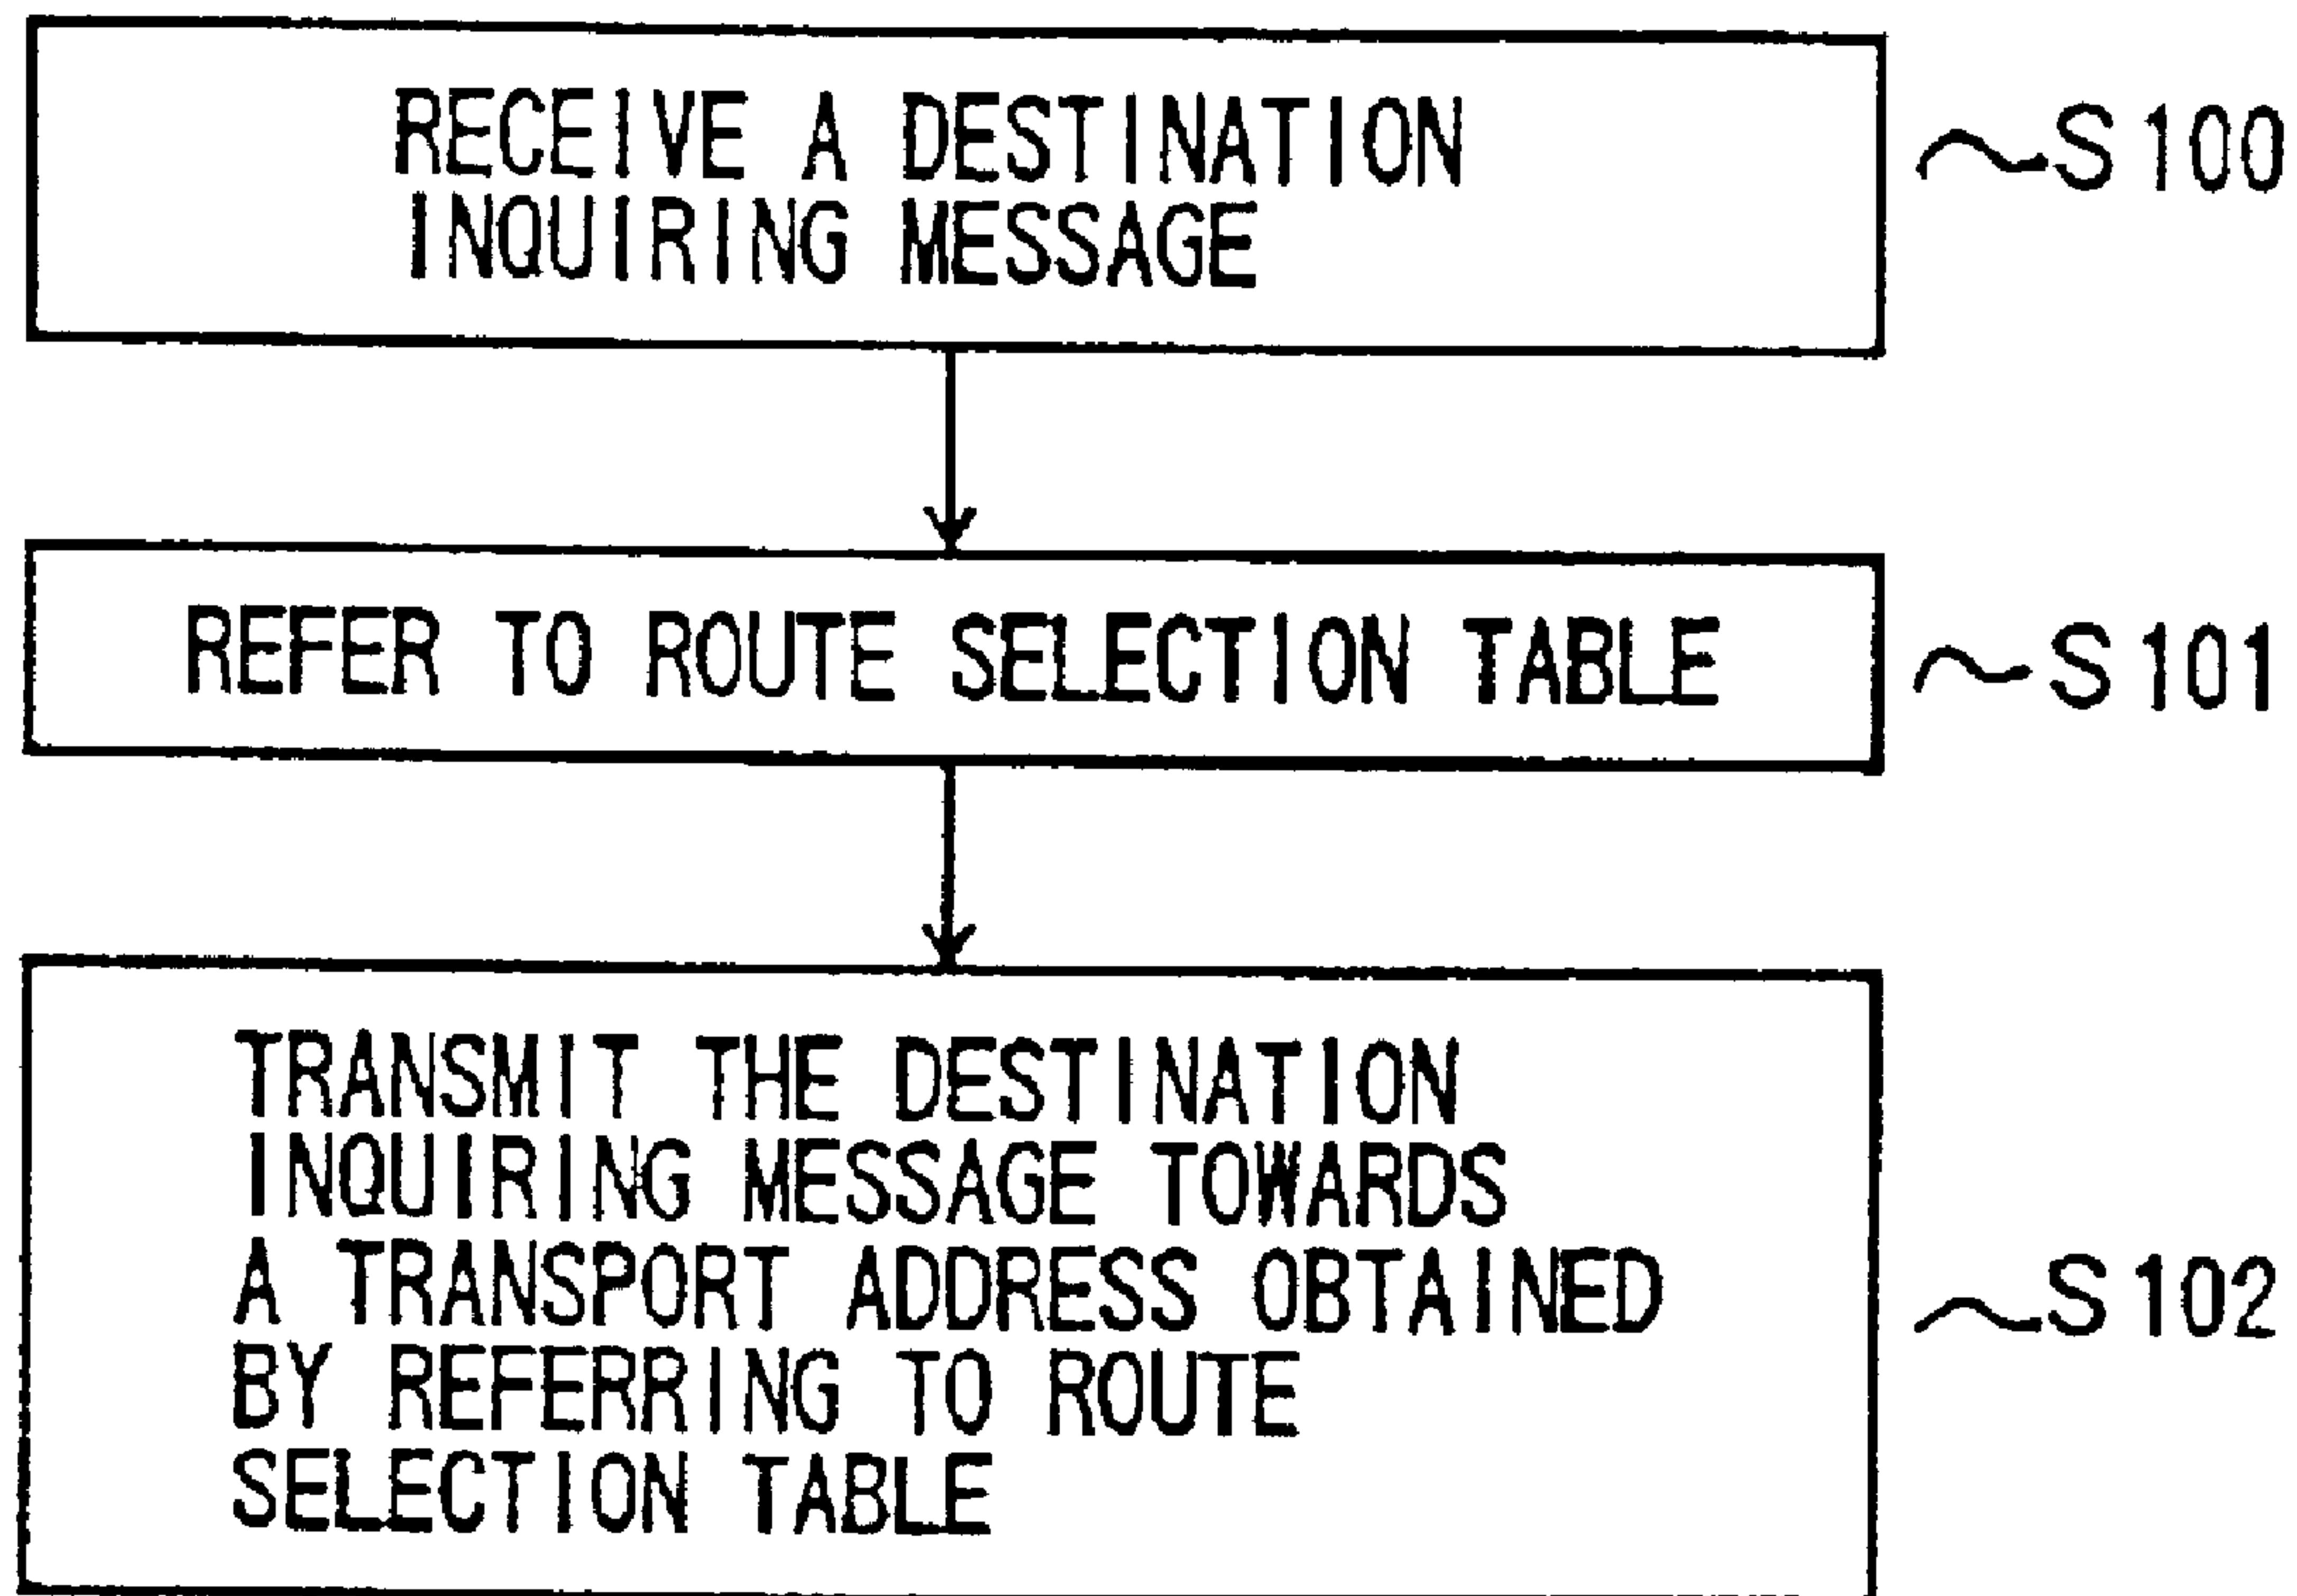 RECEIVE A DESTINATION
INQUIRING MESSAGE
S100
REFER TO ROUTE SELECTION TABLE
S101
TRANSMIT THE DESTINATION
INQUIRING MESSAGE TOWARDS
A TRANSPORT ADDRESS OBTAINED
BY REFERRING TO ROUTE
SELECTION TABLE
S102